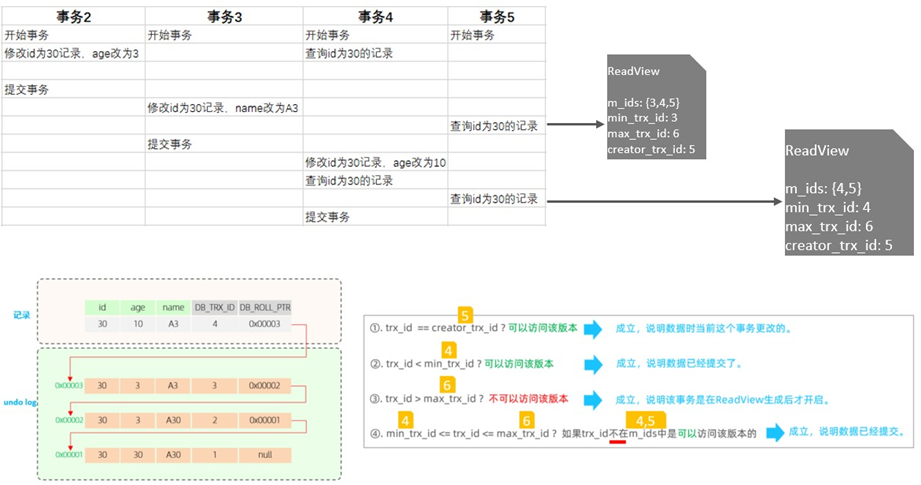 事务2 事务3 事务4 事务5
开始事务 开始事务 开始事务 开始事务
修改id为30记录，age改为3 查询id为30的记录
提交事务
修改id为30记录，name改为A3
查询id为30的记录
提交事务
修改id为30记录，age改为10
查询id为30的记录
查询id为30的记录
提交事务
ReadView
m_ids: {3,4,5}
min_trx_id: 3
max_trx_id: 6
creator_trx_id: 5
ReadView
m_ids: {4,5}
min_trx_id: 4
max_trx_id: 6
creator_trx_id: 5
记录
id age name DB_TRX_ID DB_ROLL_PTR
30 10 A3 4 0x00003
undo log
0x00003 30 3 A3 3 0x00002
0x00002 30 3 A30 2 0x00001
0x00001 30 30 A30 1 null
5
①. trx_id == creator_trx_id ? 可以访问该版本 成立，说明数据时当前这个事务更改的。
4
②. trx_id < min_trx_id ? 可以访问该版本 成立，说明数据已经提交了。
6
③. trx_id > max_trx_id ? 不可以访问该版本 成立，说明该事务是在ReadView生成后才开启。
4 6 4,5
④. min_trx_id <= trx_id <= max_trx_id ? 如果trx_id不在m_ids中是可以访问该版本的 成立，说明数据已经提交。